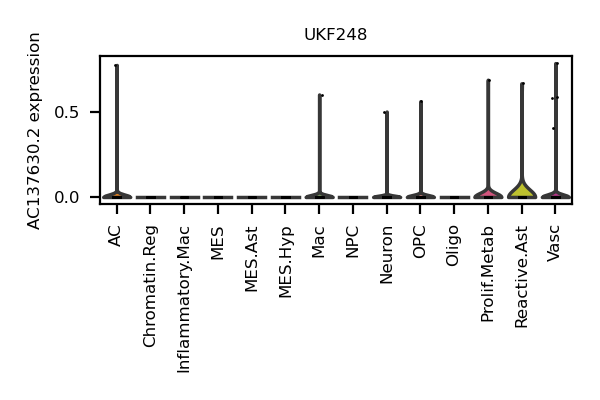 UKF248
AC137630.2 expression
0.5
0.0
AC
Chromatin.Reg
Inflammatory.Mac
MES
MES.Ast
MES.Hyp
Mac
NPC
Neuron
OPC
Oligo
Prolif.Metab
Reactive.Ast
Vasc